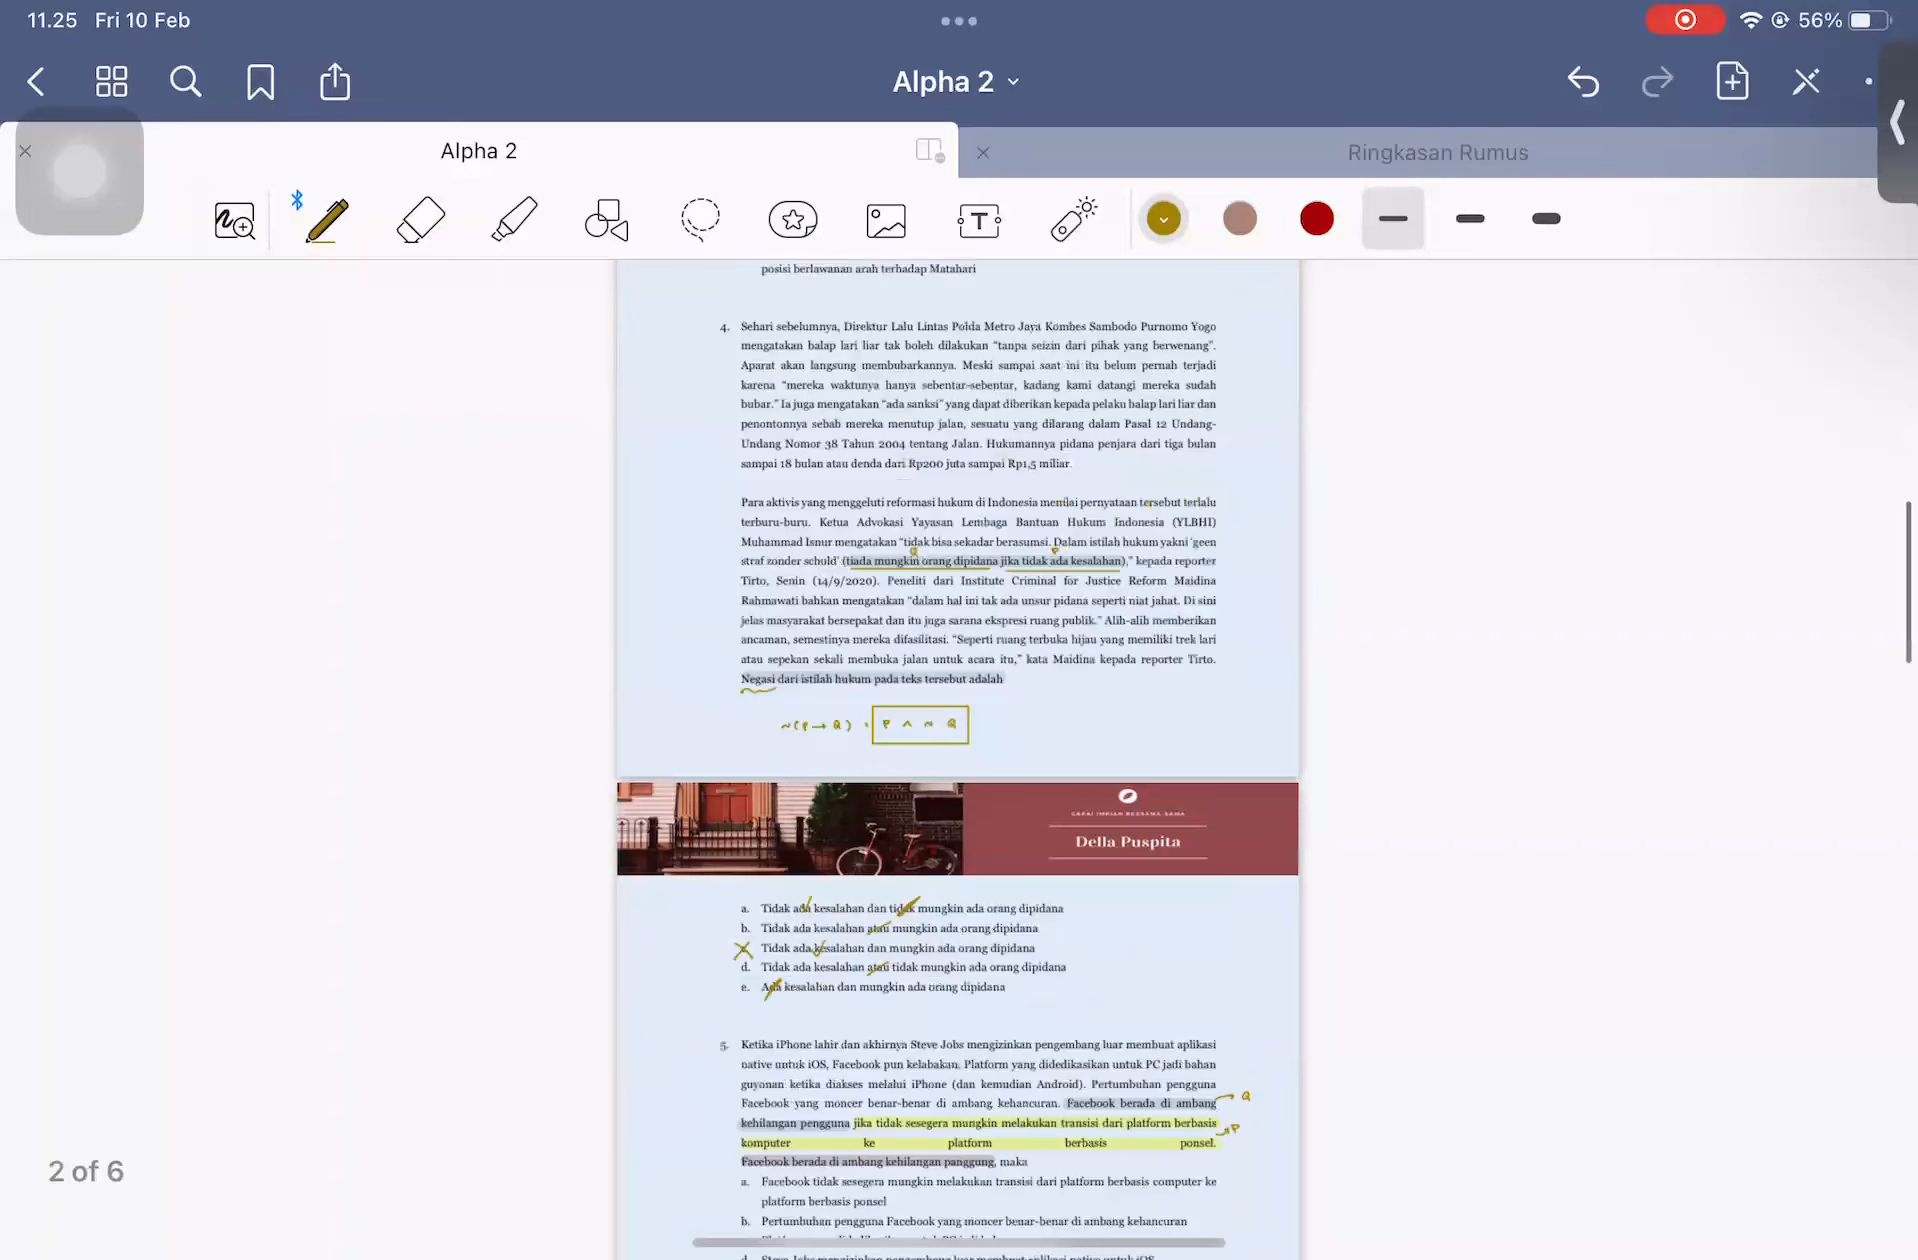 11.25 Fri 10 Feb
56%
Alpha 2
Alpha 2
Ringkasan Rumus
posisi berlawanan arah terhadap Matahari
4. Sehari sebelumnya, Direktur Lalu Lintas Polda Metro Jaya Kombes Sambodo Purnomo Yogo
mengatakan balap lari liar tak boleh dilakukan "tanpa seizin dari pihak yang berwenang".
Aparat akan langsung membubarkannya. Meski sampai saat ini itu belum pernah terjadi
karena "mereka waktunya hanya sebentar-sebentar, kadang kami datangi mereka sudah
bubar." Ia juga mengatakan "ada sanksi" yang dapat diberikan kepada pelaku balap lari liar dan
penontonnya sebab mereka menutup jalan, sesuatu yang dilarang dalam Pasal 12 Undang-
Undang Nomor 38 Tahun 2004 tentang Jalan. Hukumannya pidana penjara dari tiga bulan
sampai 18 bulan atau denda dari Rp200 juta sampai Rp1,5 miliar.
Para aktivis yang menggeluti reformasi hukum di Indonesia menilai pernyataan tersebut terlalu
terburu-buru. Ketua Advokasi Yayasan Lembaga Bantuan Hukum Indonesia (YLBHI)
Muhammad Isnur mengatakan "tidak bisa sekadar berasumsi. Dalam istilah hukum yakni 'geen
Q P
straf zonder schuld' (tiada mungkin orang dipidana jika tidak ada kesalahan)," kepada reporter
Tirto, Senin (14/9/2020). Peneliti dari Institute Criminal for Justice Reform Maidina
Rahmawati bahkan mengatakan "dalam hal ini tak ada unsur pidana seperti niat jahat. Di sini
jelas masyarakat bersepakat dan itu juga sarana ekspresi ruang publik." Alih-alih memberikan
ancaman, semestinya mereka difasilitasi. "Seperti ruang terbuka hijau yang memiliki trek lari
atau sepekan sekali membuka jalan untuk acara itu," kata Maidina kepada reporter Tirto.
Negasi dari istilah hukum pada teks tersebut adalah
~(P → Q) : P ^ ~ Q
CAPAI IMPIAN BERSAMA SAMA
Della Puspita
a. Tidak ada kesalahan dan tidak mungkin ada orang dipidana
b. Tidak ada kesalahan atau mungkin ada orang dipidana
Tidak ada kesalahan dan mungkin ada orang dipidana
d. Tidak ada kesalahan atau tidak mungkin ada orang dipidana
e. Ada kesalahan dan mungkin ada orang dipidana
5. Ketika iPhone lahir dan akhirnya Steve Jobs mengizinkan pengembang luar membuat aplikasi
native untuk iOS, Facebook pun kelabakan. Platform yang didedikasikan untuk PC jadi bahan
guyonan ketika diakses melalui iPhone (dan kemudian Android). Pertumbuhan pengguna
Facebook yang moncer benar-benar di ambang kehancuran. Facebook berada di ambang → Q
kehilangan pengguna jika tidak sesegera mungkin melakukan transisi dari platform berbasis → P
komputer ke platform berbasis ponsel.
Facebook berada di ambang kehilangan panggung, maka
a. Facebook tidak sesegera mungkin melakukan transisi dari platform berbasis computer ke
platform berbasis ponsel
b. Pertumbuhan pengguna Facebook yang moncer benar-benar di ambang kehancuran
2 of 6